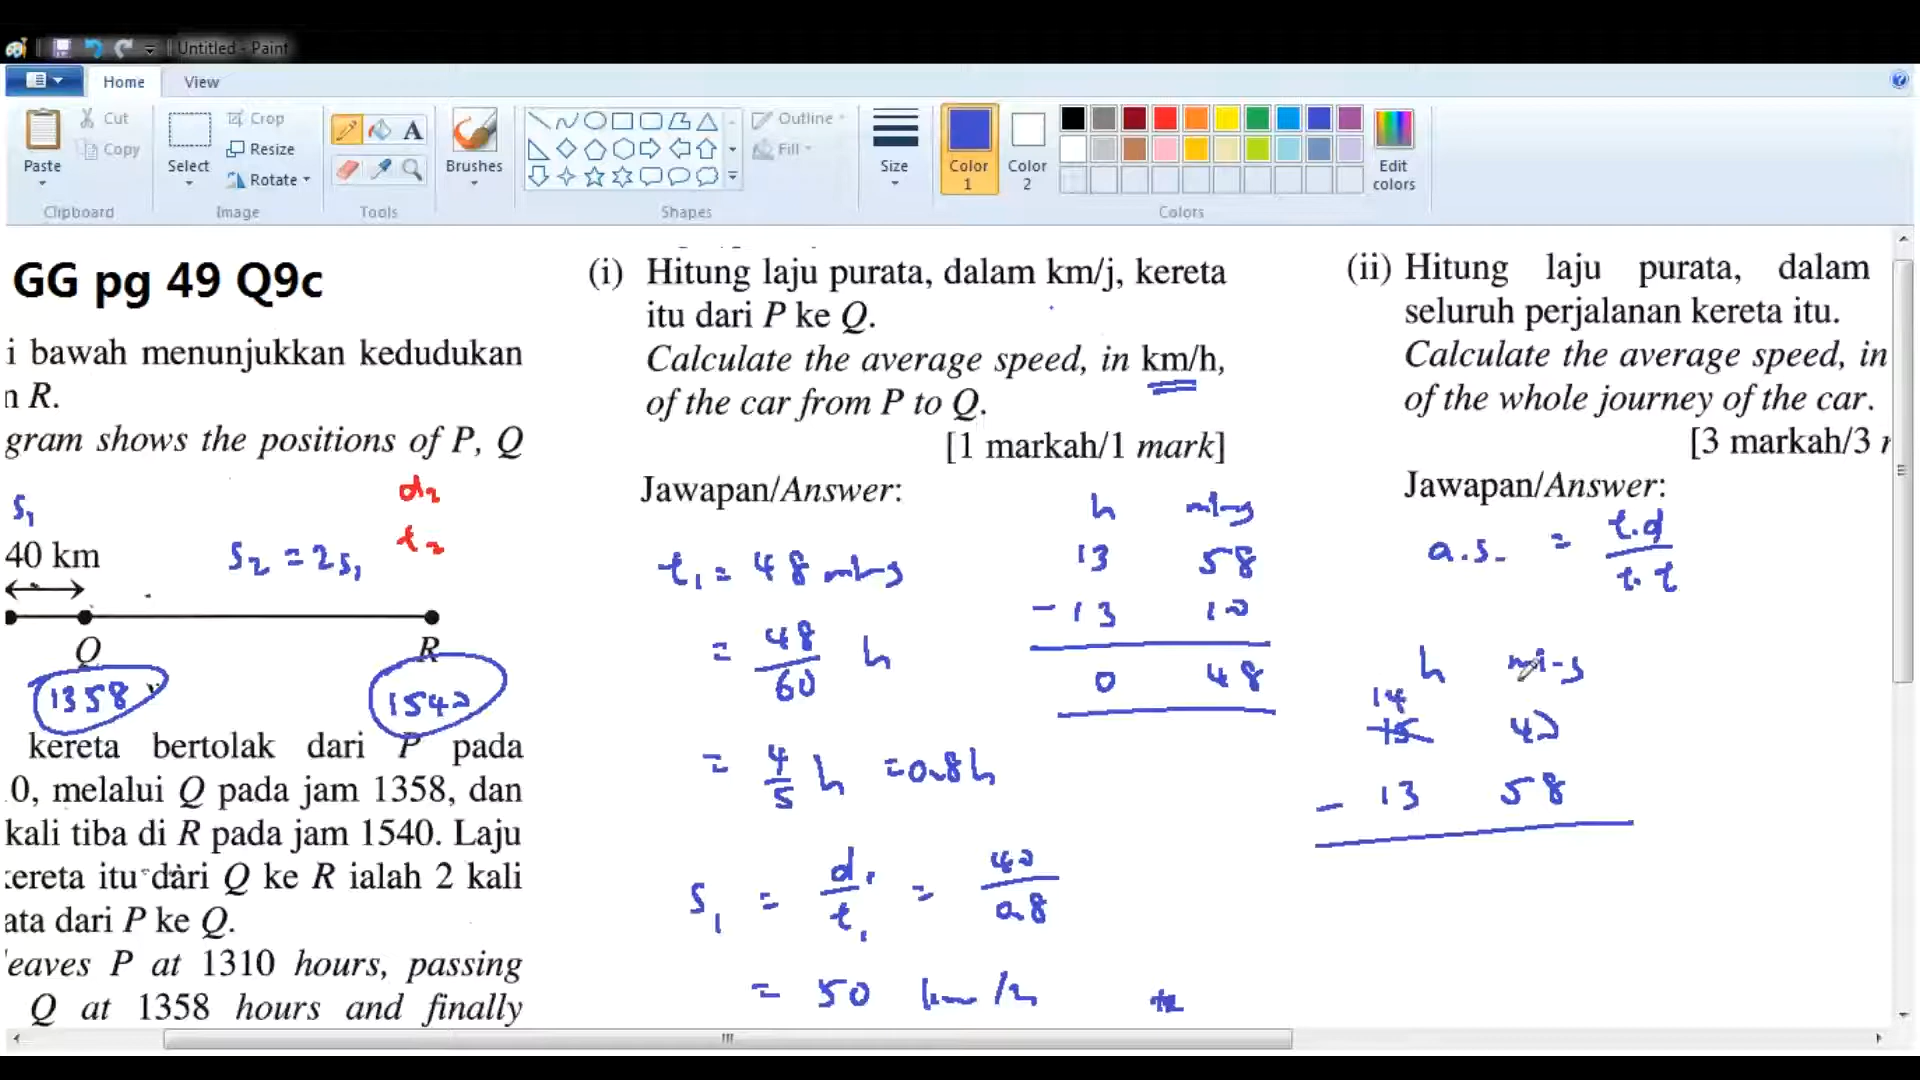 Untitled - Paint
Home View
Paste Cut Copy
Clipboard
Select Crop Resize Rotate
Image
A
Tools
Brushes
Outline Fill
Shapes
Size
Color 1
Color 2
Edit colors
Colors
GG pg 49 Q9c
i bawah menunjukkan kedudukan
n R.
gram shows the positions of P, Q
s1
d2
t2
40 km
s2 = 2s1
Q R
1358 1540
kereta bertolak dari P pada
0, melalui Q pada jam 1358, dan
kali tiba di R pada jam 1540. Laju
kereta itu dari Q ke R ialah 2 kali
ata dari P ke Q.
leaves P at 1310 hours, passing
Q at 1358 hours and finally
(i) Hitung laju purata, dalam km/j, kereta
itu dari P ke Q.
Calculate the average speed, in km/h,
of the car from P to Q.
[1 markah/1 mark]
Jawapan/Answer:
t1 = 48 mins
= 48/60 h
= 4/5 h = 0.8h
s1 = d1/t1 = 40/0.8
= 50 km/h
h mins
13 58
- 13 10
0 48
(ii) Hitung laju purata, dalam
seluruh perjalanan kereta itu.
Calculate the average speed, in
of the whole journey of the car.
[3 markah/3
Jawapan/Answer:
a.s. = t.d/t.t
h mins
14
15 40
- 13 58